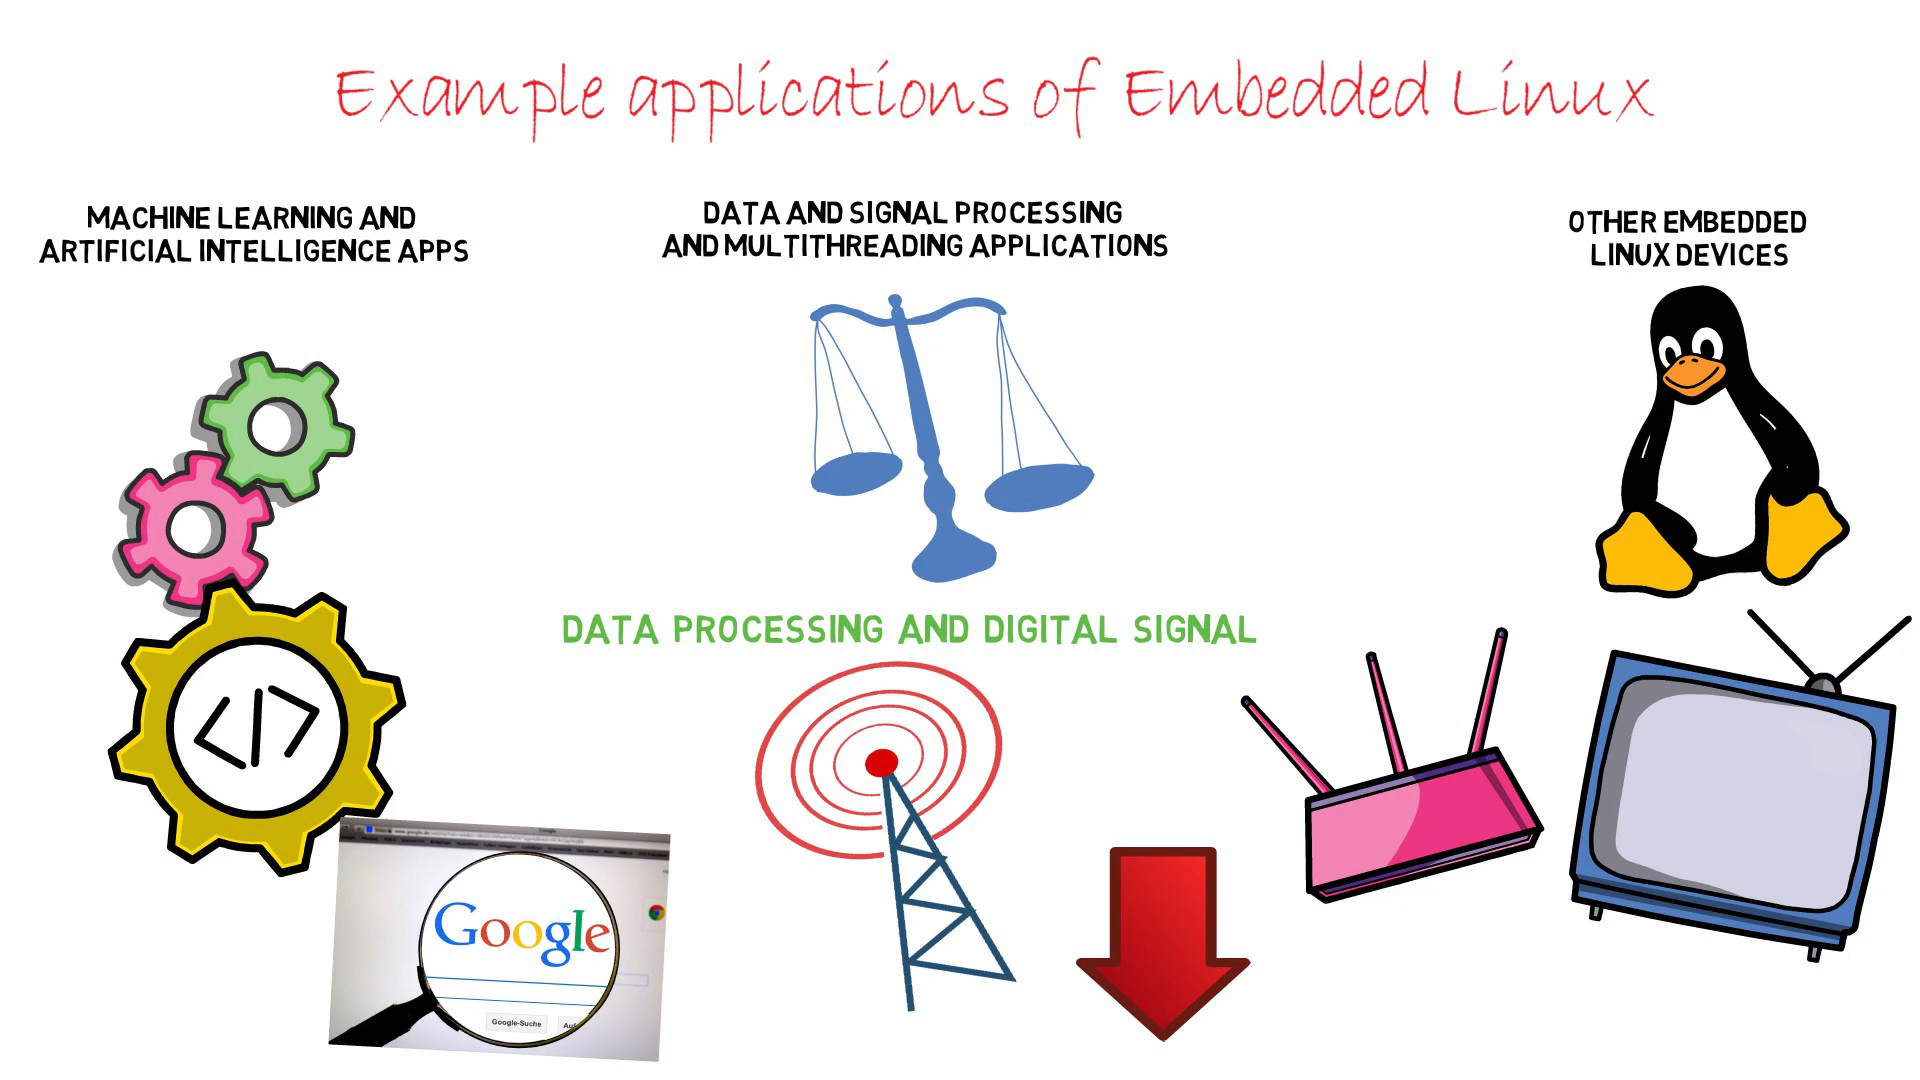 Example applications of Embedded Linux
MACHINE LEARNING AND
ARTIFICIAL INTELLIGENCE APPS
DATA AND SIGNAL PROCESSING
AND MULTITHREADING APPLICATIONS
OTHER EMBEDDED
LINUX DEVICES
DATA PROCESSING AND DIGITAL SIGNAL
</>
Google
Google-Suche
Auf